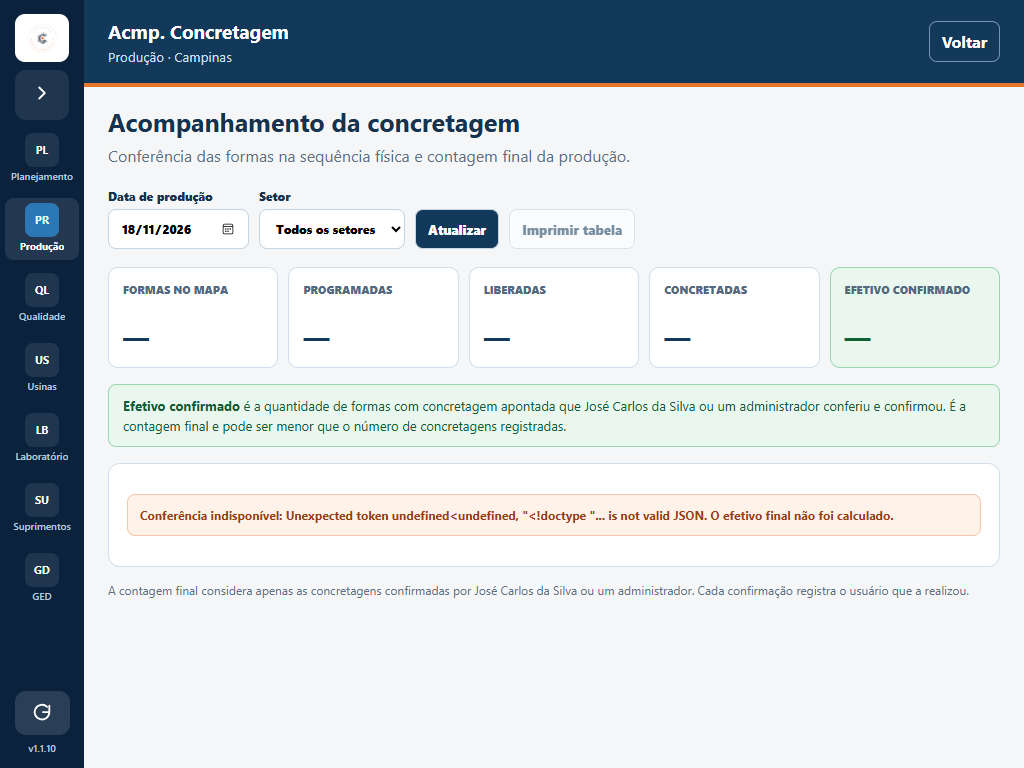 Acmp. Concretagem
Produção · Campinas
Voltar
PL
Planejamento
PR
Produção
QL
Qualidade
US
Usinas
LB
Laboratório
SU
Suprimentos
GD
GED
v1.1.10
Acompanhamento da concretagem
Conferência das formas na sequência física e contagem final da produção.
Data de produção
Setor
18/11/2026
Todos os setores
Atualizar
Imprimir tabela
FORMAS NO MAPA
—
PROGRAMADAS
—
LIBERADAS
—
CONCRETADAS
—
EFETIVO CONFIRMADO
—
Efetivo confirmado é a quantidade de formas com concretagem apontada que José Carlos da Silva ou um administrador conferiu e confirmou. É a
contagem final e pode ser menor que o número de concretagens registradas.
Conferência indisponível: Unexpected token undefined<undefined, "<!doctype "... is not valid JSON. O efetivo final não foi calculado.
A contagem final considera apenas as concretagens confirmadas por José Carlos da Silva ou um administrador. Cada confirmação registra o usuário que a realizou.